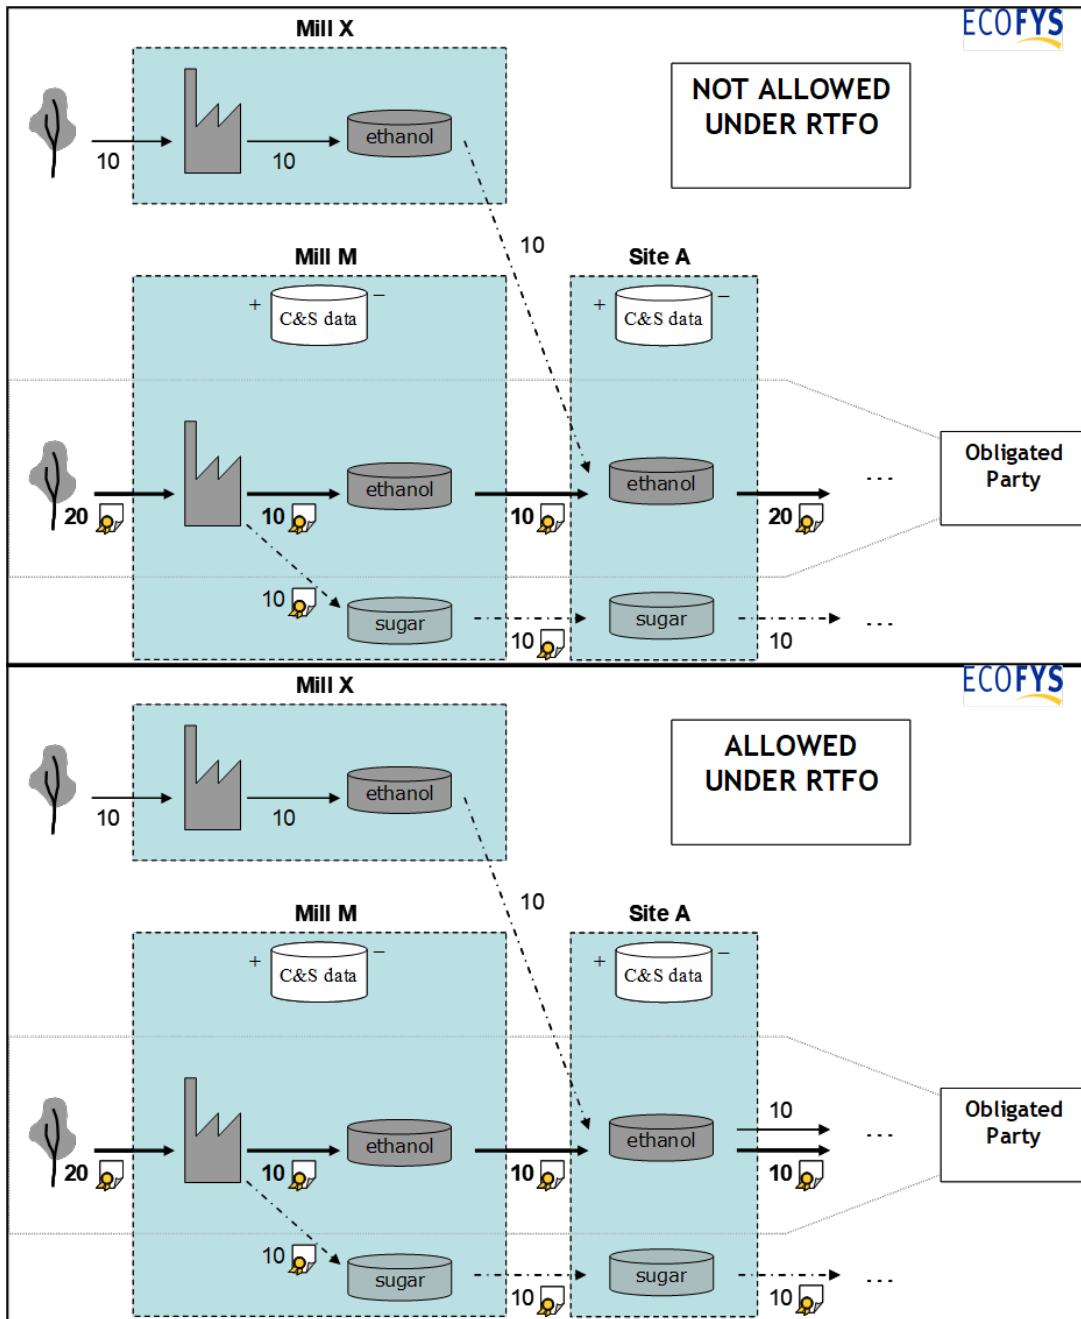 Mill X
ECOFYS
NOT ALLOWED
UNDER RTFO
ethanol
10
10
10
Mill M
Site A
+
−
C&S data
+
−
C&S data
Obligated
Party
ethanol
ethanol
...
20
10
10
20
10
sugar
sugar
...
10
10
Mill X
ECOFYS
ALLOWED
UNDER RTFO
ethanol
10
10
10
Mill M
Site A
+
−
C&S data
+
−
C&S data
Obligated
Party
10
ethanol
ethanol
...
20
10
10
10
10
sugar
sugar
...
10
10